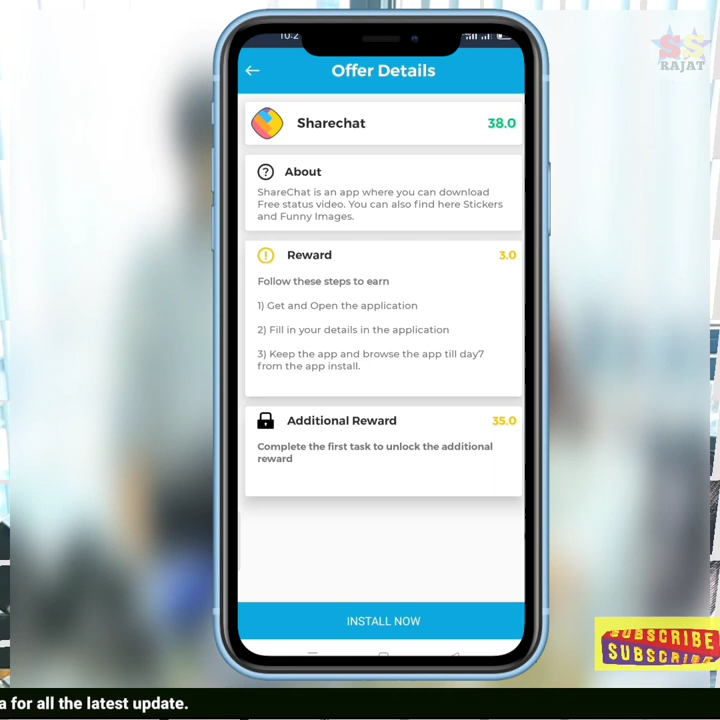 10:2
Offer Details
SS
RAJAT
Sharechat 38.0
About
ShareChat is an app where you can download
Free status video. You can also find here Stickers
and Funny Images.
Reward 3.0
Follow these steps to earn
1) Get and Open the application
2) Fill in your details in the application
3) Keep the app and browse the app till day7
from the app install.
Additional Reward 35.0
Complete the first task to unlock the additional
reward
INSTALL NOW
SUBSCRIBE
SUBSCRIBE
a for all the latest update.